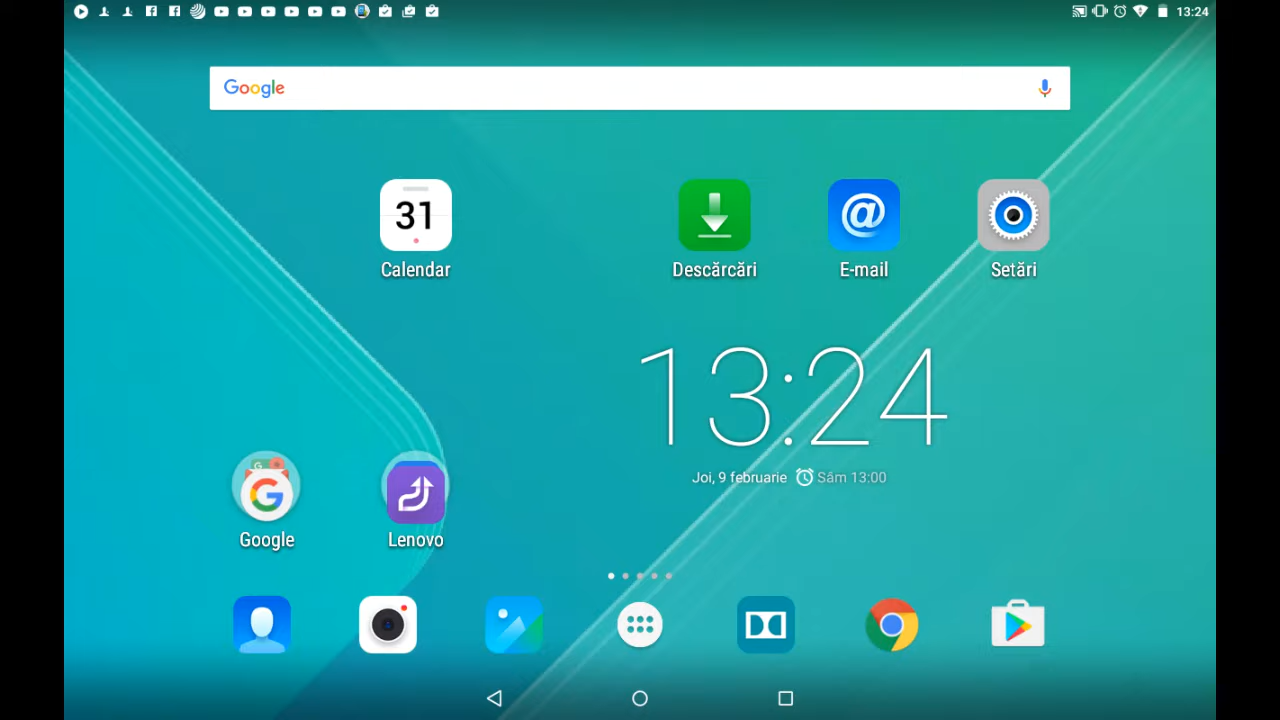 13:24
Google
31
Calendar
Descărcări
@
E-mail
Setări
13:24
Joi, 9 februarie Sâm 13:00
G
Google
Lenovo